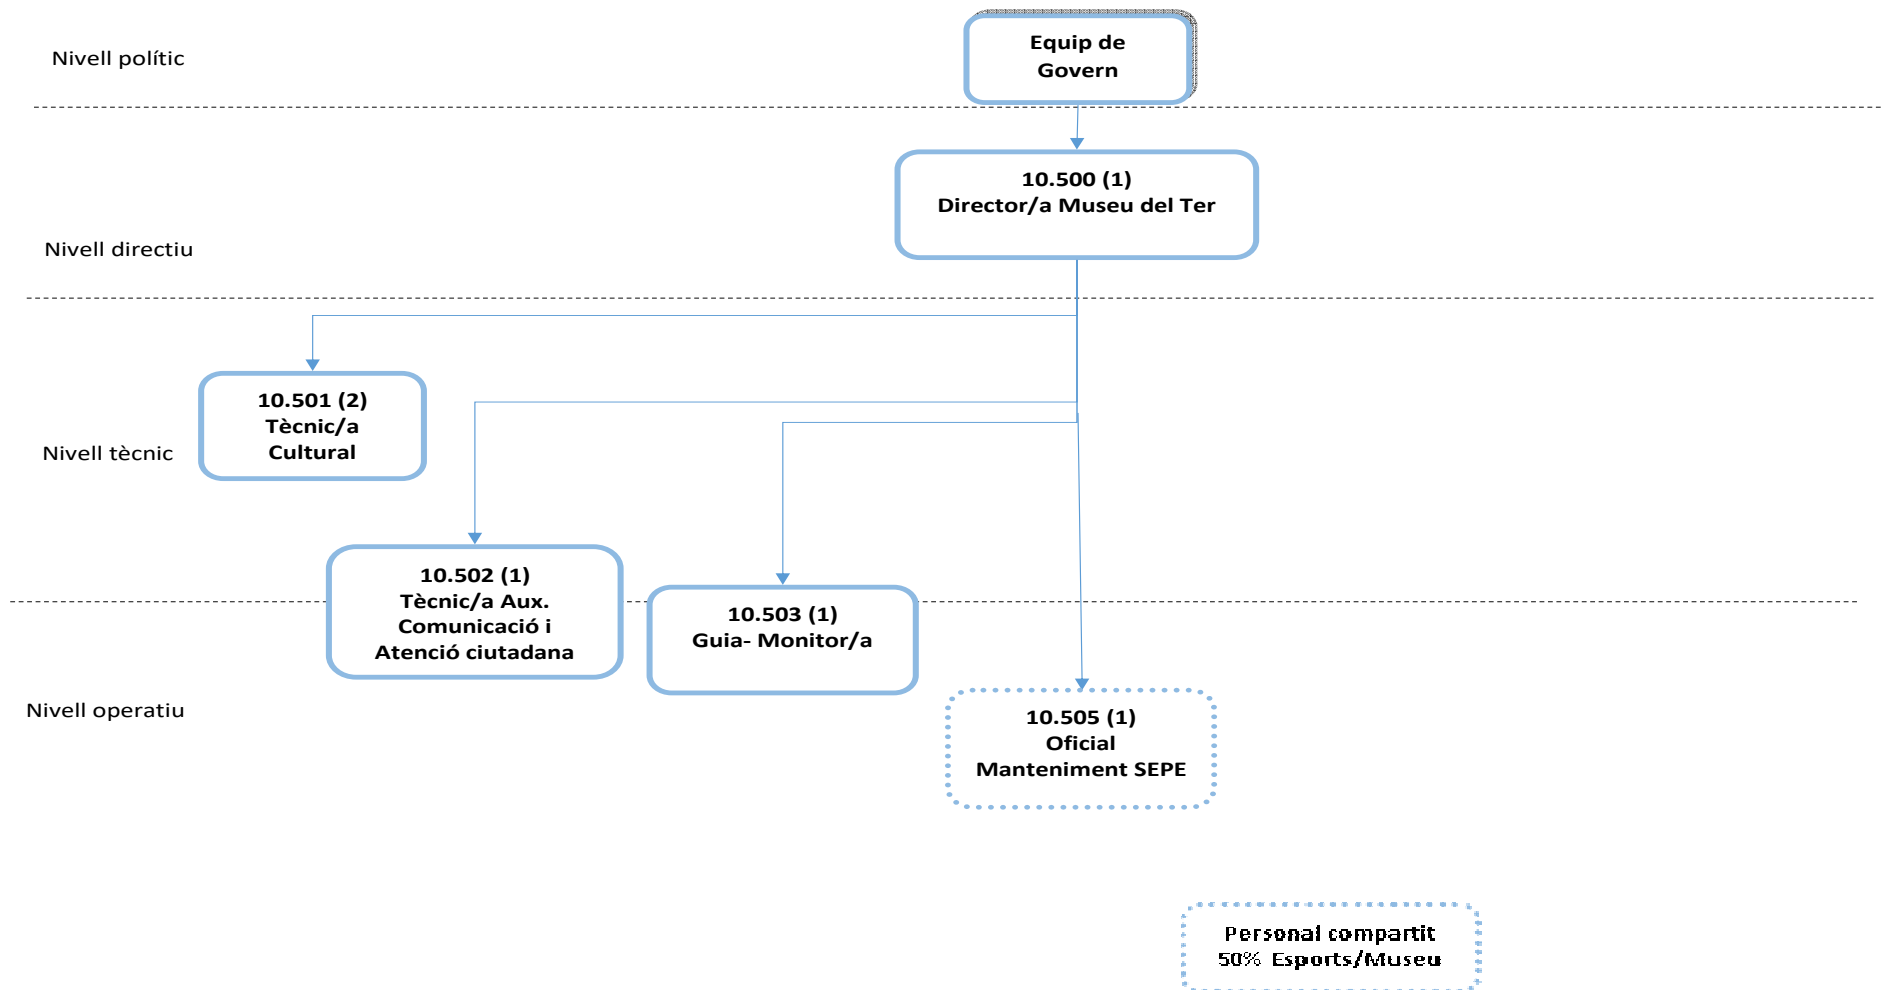 Nivell polític
Equip de
Govern
10.500 (1)
Director/a Museu del Ter
Nivell directiu
10.501 (2)
Tècnic/a
Cultural
Nivell tècnic
10.502 (1)
Tècnic/a Aux.
Comunicació i
Atenció ciutadana
10.503 (1)
Guia- Monitor/a
Nivell operatiu
10.505 (1)
Oficial
Manteniment SEPE
Personal compartit
50% Esports/Museu